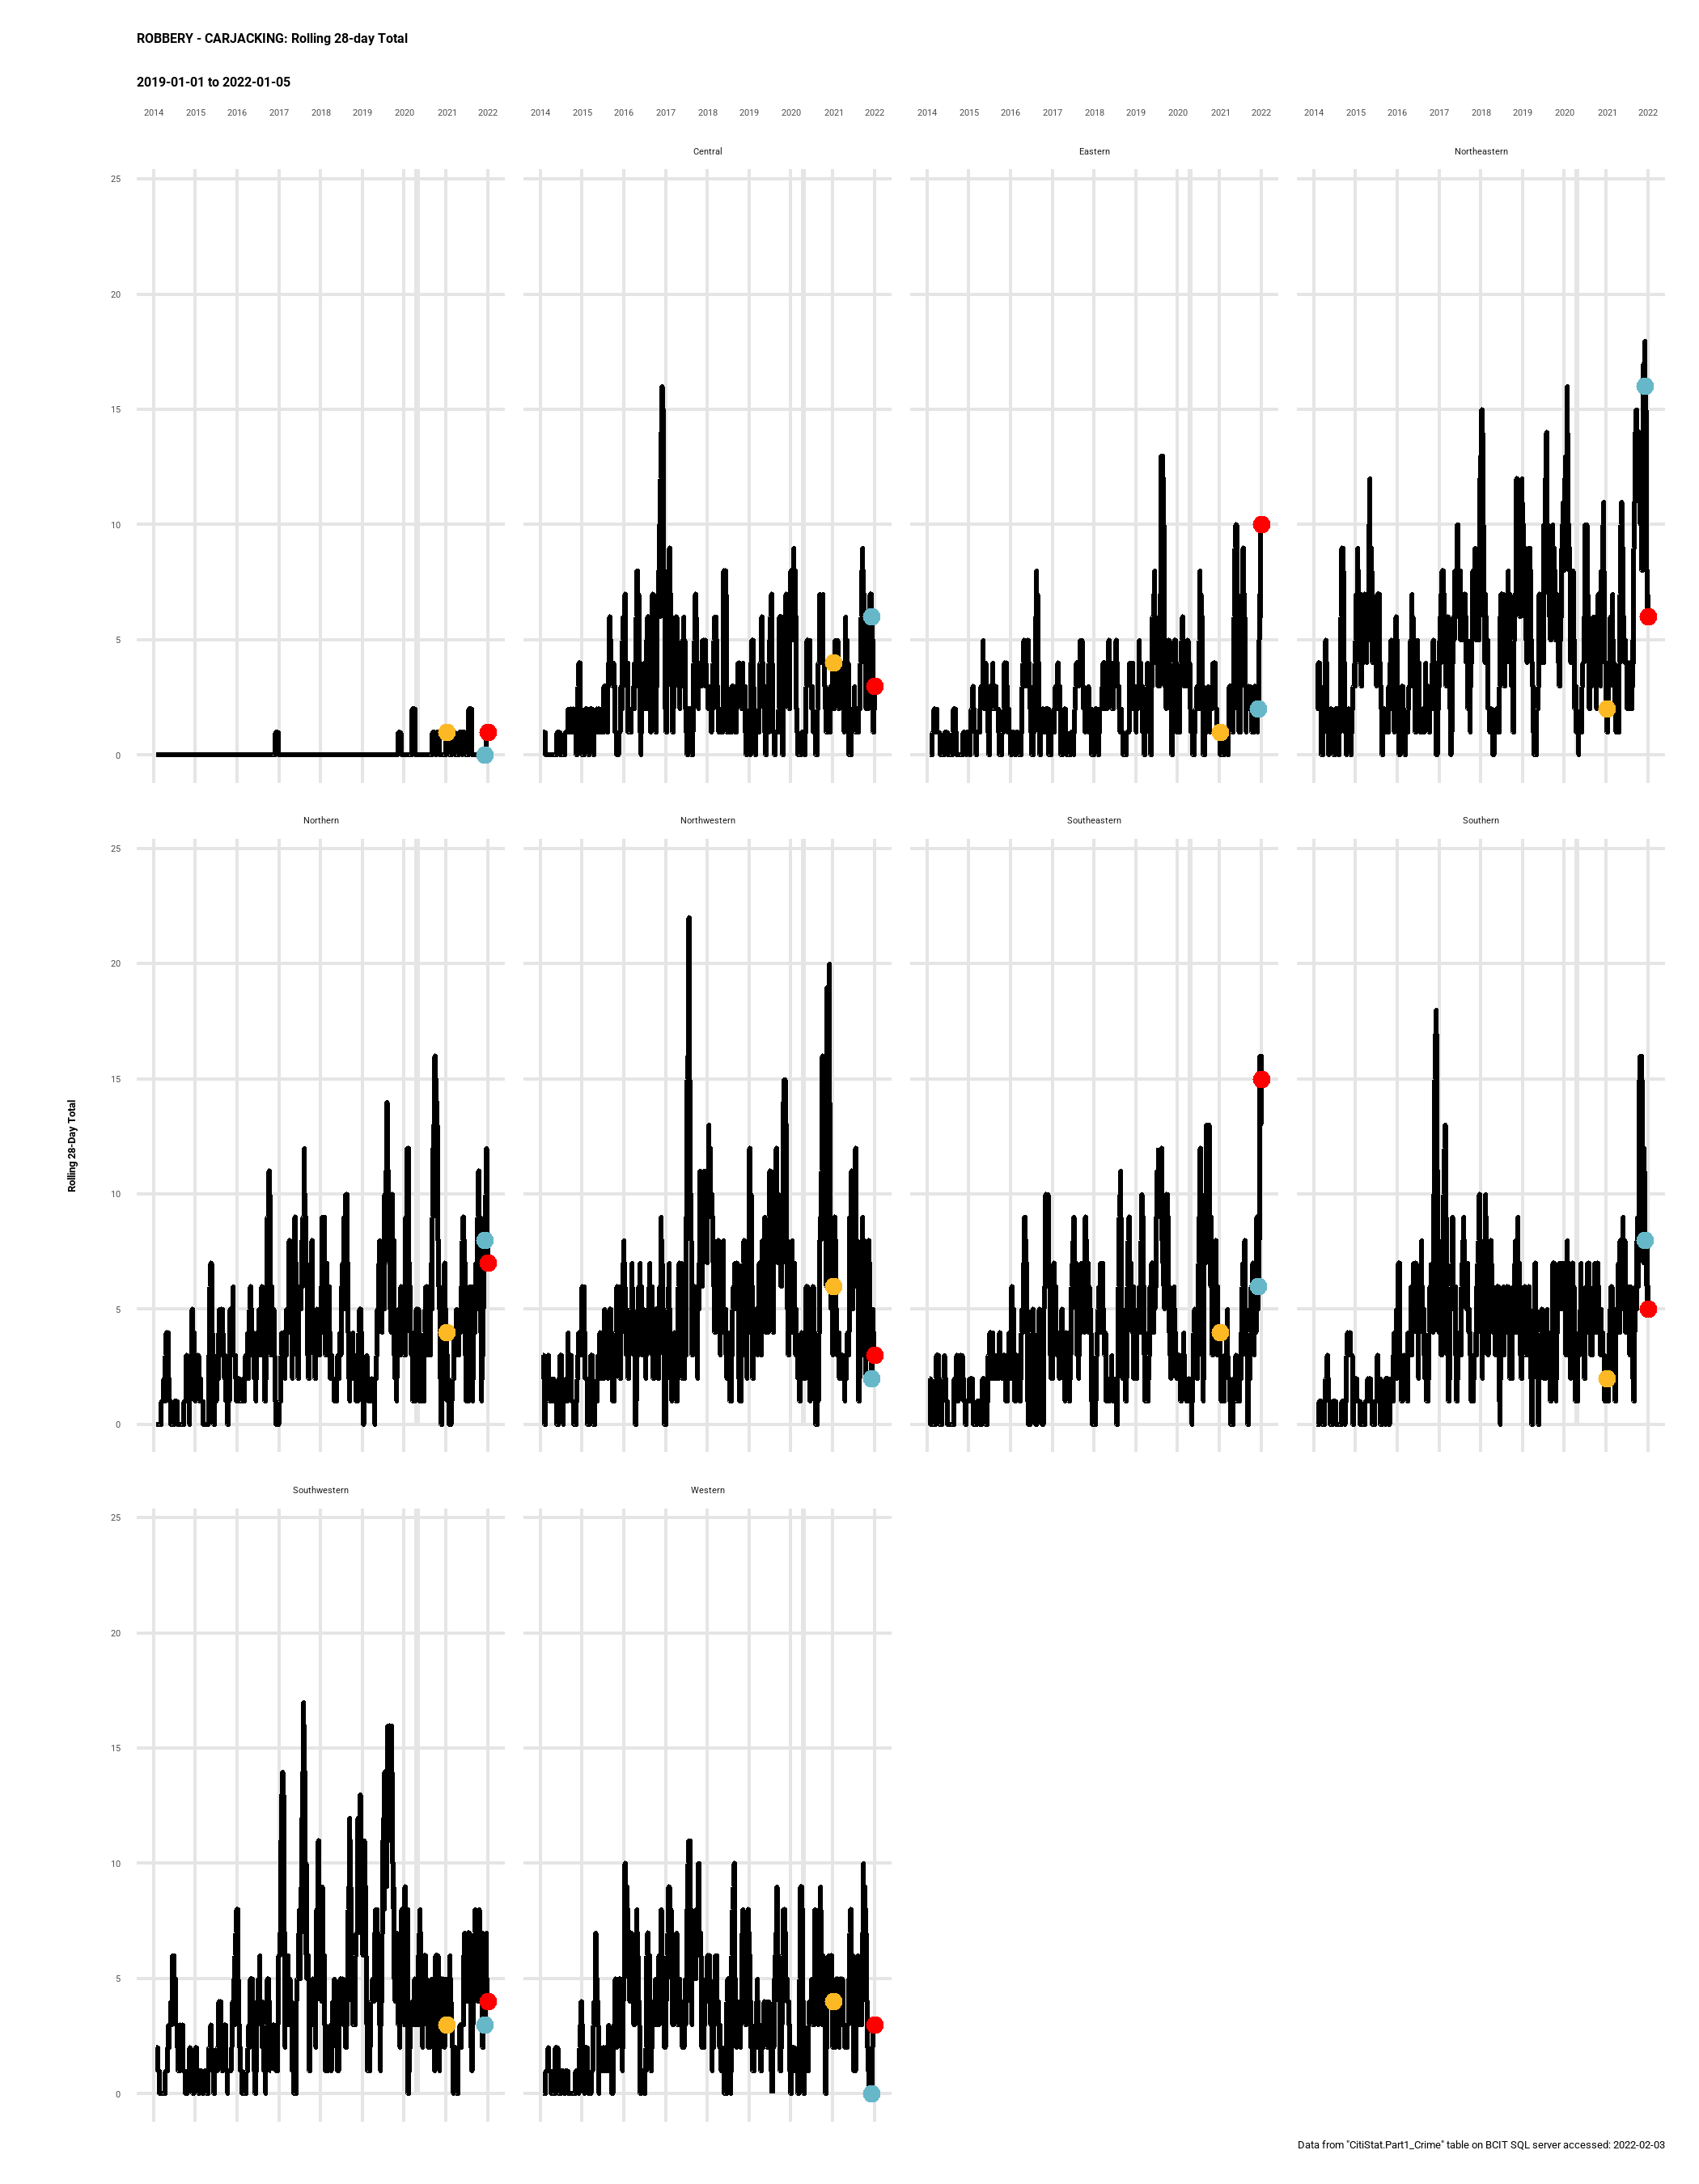 ROBBERY - CARJACKING: Rolling 28-day Total
2019-01-01 to 2022-01-05
2014 2015 2016 2017 2018 2019 2020 2021 2022 2014 2015 2016 2017 2018 2019 2020 2021 2022 2014 2015 2016 2017 2018 2019 2020 2021 2022 2014 2015 2016 2017 2018 2019 2020 2021 2022
Central Eastern Northeastern
25
20
15
10
5
0
Northern Northwestern Southeastern Southern
25
20
15
10
5
0
Rolling 28-Day Total
Southwestern Western
25
20
15
10
5
0
Data from "CitiStat.Part1_Crime" table on BCIT SQL server accessed: 2022-02-03